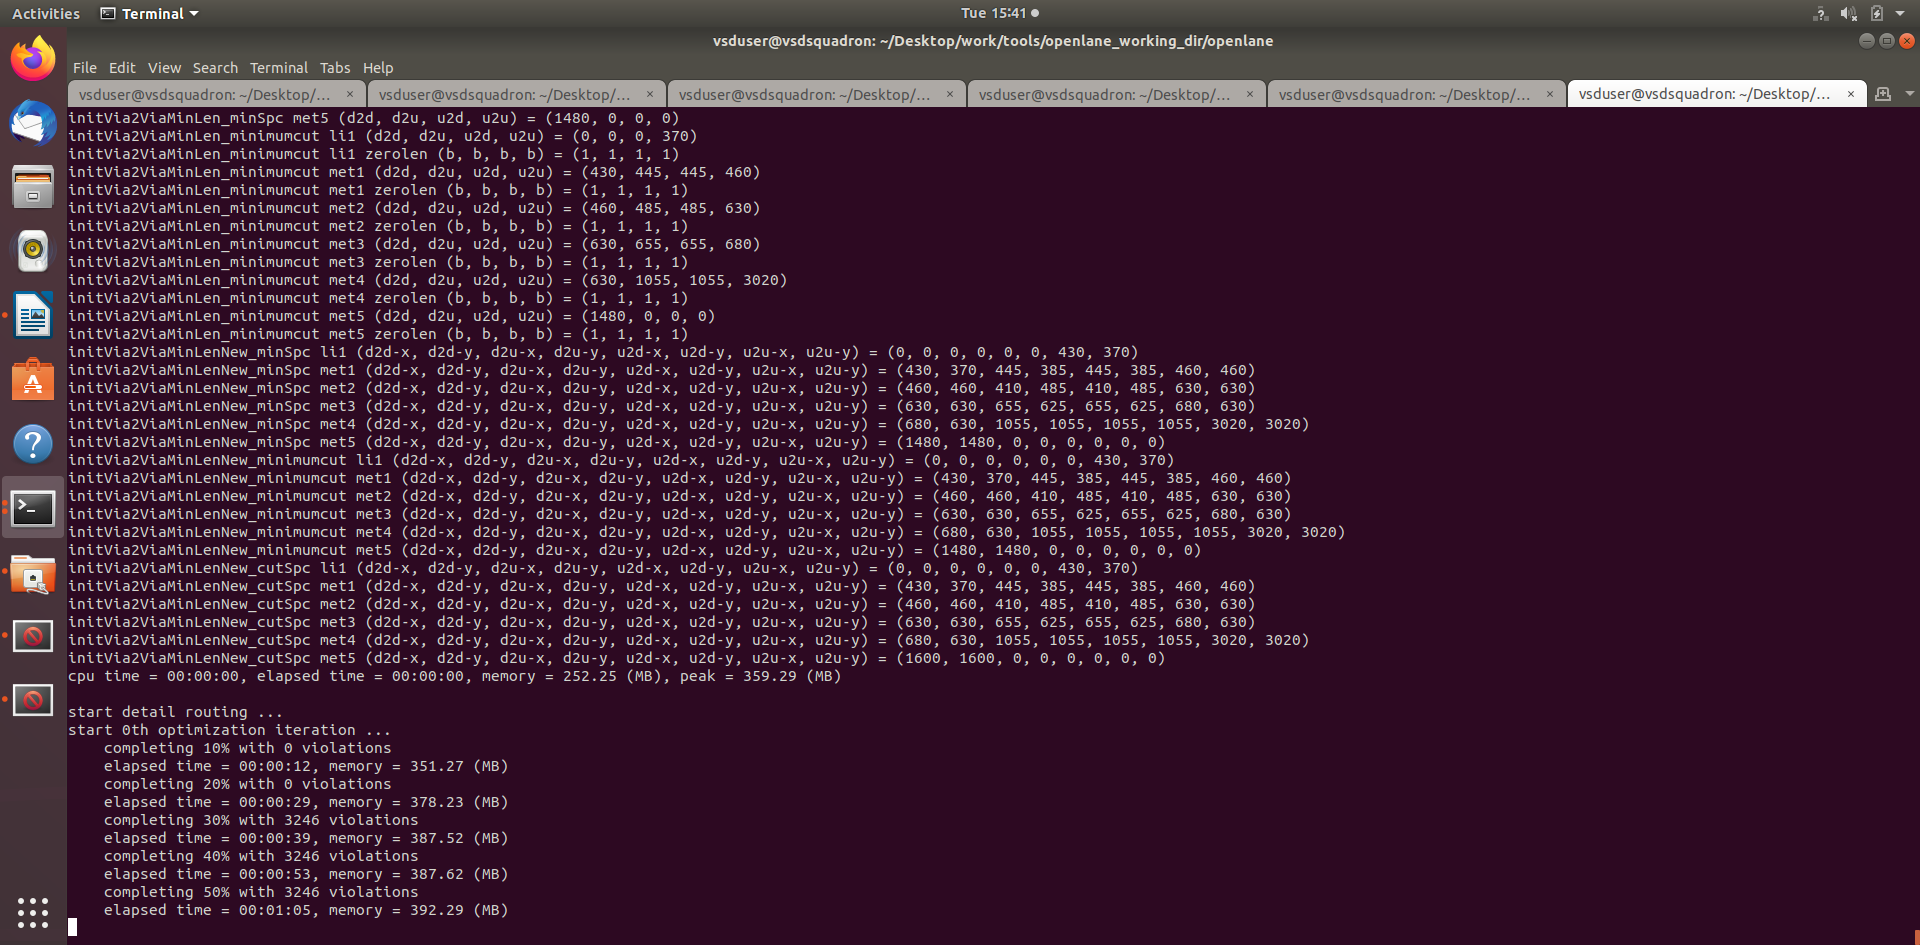 Activities Terminal Tue 15:41
vsduser@vsdsquadron: ~/Desktop/work/tools/openlane_working_dir/openlane
File Edit View Search Terminal Tabs Help
vsduser@vsdsquadron: ~/Desktop/... × vsduser@vsdsquadron: ~/Desktop/... × vsduser@vsdsquadron: ~/Desktop/... × vsduser@vsdsquadron: ~/Desktop/... × vsduser@vsdsquadron: ~/Desktop/... × vsduser@vsdsquadron: ~/Desktop/... ×
initVia2ViaMinLen_minSpc met5 (d2d, d2u, u2d, u2u) = (1480, 0, 0, 0)
initVia2ViaMinLen_minimumcut li1 (d2d, d2u, u2d, u2u) = (0, 0, 0, 370)
initVia2ViaMinLen_minimumcut li1 zerolen (b, b, b, b) = (1, 1, 1, 1)
initVia2ViaMinLen_minimumcut met1 (d2d, d2u, u2d, u2u) = (430, 445, 445, 460)
initVia2ViaMinLen_minimumcut met1 zerolen (b, b, b, b) = (1, 1, 1, 1)
initVia2ViaMinLen_minimumcut met2 (d2d, d2u, u2d, u2u) = (460, 485, 485, 630)
initVia2ViaMinLen_minimumcut met2 zerolen (b, b, b, b) = (1, 1, 1, 1)
initVia2ViaMinLen_minimumcut met3 (d2d, d2u, u2d, u2u) = (630, 655, 655, 680)
initVia2ViaMinLen_minimumcut met3 zerolen (b, b, b, b) = (1, 1, 1, 1)
initVia2ViaMinLen_minimumcut met4 (d2d, d2u, u2d, u2u) = (630, 1055, 1055, 3020)
initVia2ViaMinLen_minimumcut met4 zerolen (b, b, b, b) = (1, 1, 1, 1)
initVia2ViaMinLen_minimumcut met5 (d2d, d2u, u2d, u2u) = (1480, 0, 0, 0)
initVia2ViaMinLen_minimumcut met5 zerolen (b, b, b, b) = (1, 1, 1, 1)
initVia2ViaMinLenNew_minSpc li1 (d2d-x, d2d-y, d2u-x, d2u-y, u2d-x, u2d-y, u2u-x, u2u-y) = (0, 0, 0, 0, 0, 0, 430, 370)
initVia2ViaMinLenNew_minSpc met1 (d2d-x, d2d-y, d2u-x, d2u-y, u2d-x, u2d-y, u2u-x, u2u-y) = (430, 370, 445, 385, 445, 385, 460, 460)
initVia2ViaMinLenNew_minSpc met2 (d2d-x, d2d-y, d2u-x, d2u-y, u2d-x, u2d-y, u2u-x, u2u-y) = (460, 460, 410, 485, 410, 485, 630, 630)
initVia2ViaMinLenNew_minSpc met3 (d2d-x, d2d-y, d2u-x, d2u-y, u2d-x, u2d-y, u2u-x, u2u-y) = (630, 630, 655, 625, 655, 625, 680, 630)
initVia2ViaMinLenNew_minSpc met4 (d2d-x, d2d-y, d2u-x, d2u-y, u2d-x, u2d-y, u2u-x, u2u-y) = (680, 630, 1055, 1055, 1055, 1055, 3020, 3020)
initVia2ViaMinLenNew_minSpc met5 (d2d-x, d2d-y, d2u-x, d2u-y, u2d-x, u2d-y, u2u-x, u2u-y) = (1480, 1480, 0, 0, 0, 0, 0, 0)
initVia2ViaMinLenNew_minimumcut li1 (d2d-x, d2d-y, d2u-x, d2u-y, u2d-x, u2d-y, u2u-x, u2u-y) = (0, 0, 0, 0, 0, 0, 430, 370)
initVia2ViaMinLenNew_minimumcut met1 (d2d-x, d2d-y, d2u-x, d2u-y, u2d-x, u2d-y, u2u-x, u2u-y) = (430, 370, 445, 385, 445, 385, 460, 460)
initVia2ViaMinLenNew_minimumcut met2 (d2d-x, d2d-y, d2u-x, d2u-y, u2d-x, u2d-y, u2u-x, u2u-y) = (460, 460, 410, 485, 410, 485, 630, 630)
initVia2ViaMinLenNew_minimumcut met3 (d2d-x, d2d-y, d2u-x, d2u-y, u2d-x, u2d-y, u2u-x, u2u-y) = (630, 630, 655, 625, 655, 625, 680, 630)
initVia2ViaMinLenNew_minimumcut met4 (d2d-x, d2d-y, d2u-x, d2u-y, u2d-x, u2d-y, u2u-x, u2u-y) = (680, 630, 1055, 1055, 1055, 1055, 3020, 3020)
initVia2ViaMinLenNew_minimumcut met5 (d2d-x, d2d-y, d2u-x, d2u-y, u2d-x, u2d-y, u2u-x, u2u-y) = (1480, 1480, 0, 0, 0, 0, 0, 0)
initVia2ViaMinLenNew_cutSpc li1 (d2d-x, d2d-y, d2u-x, d2u-y, u2d-x, u2d-y, u2u-x, u2u-y) = (0, 0, 0, 0, 0, 0, 430, 370)
initVia2ViaMinLenNew_cutSpc met1 (d2d-x, d2d-y, d2u-x, d2u-y, u2d-x, u2d-y, u2u-x, u2u-y) = (430, 370, 445, 385, 445, 385, 460, 460)
initVia2ViaMinLenNew_cutSpc met2 (d2d-x, d2d-y, d2u-x, d2u-y, u2d-x, u2d-y, u2u-x, u2u-y) = (460, 460, 410, 485, 410, 485, 630, 630)
initVia2ViaMinLenNew_cutSpc met3 (d2d-x, d2d-y, d2u-x, d2u-y, u2d-x, u2d-y, u2u-x, u2u-y) = (630, 630, 655, 625, 655, 625, 680, 630)
initVia2ViaMinLenNew_cutSpc met4 (d2d-x, d2d-y, d2u-x, d2u-y, u2d-x, u2d-y, u2u-x, u2u-y) = (680, 630, 1055, 1055, 1055, 1055, 3020, 3020)
initVia2ViaMinLenNew_cutSpc met5 (d2d-x, d2d-y, d2u-x, d2u-y, u2d-x, u2d-y, u2u-x, u2u-y) = (1600, 1600, 0, 0, 0, 0, 0, 0)
cpu time = 00:00:00, elapsed time = 00:00:00, memory = 252.25 (MB), peak = 359.29 (MB)
start detail routing ...
start 0th optimization iteration ...
completing 10% with 0 violations
elapsed time = 00:00:12, memory = 351.27 (MB)
completing 20% with 0 violations
elapsed time = 00:00:29, memory = 378.23 (MB)
completing 30% with 3246 violations
elapsed time = 00:00:39, memory = 387.52 (MB)
completing 40% with 3246 violations
elapsed time = 00:00:53, memory = 387.62 (MB)
completing 50% with 3246 violations
elapsed time = 00:01:05, memory = 392.29 (MB)